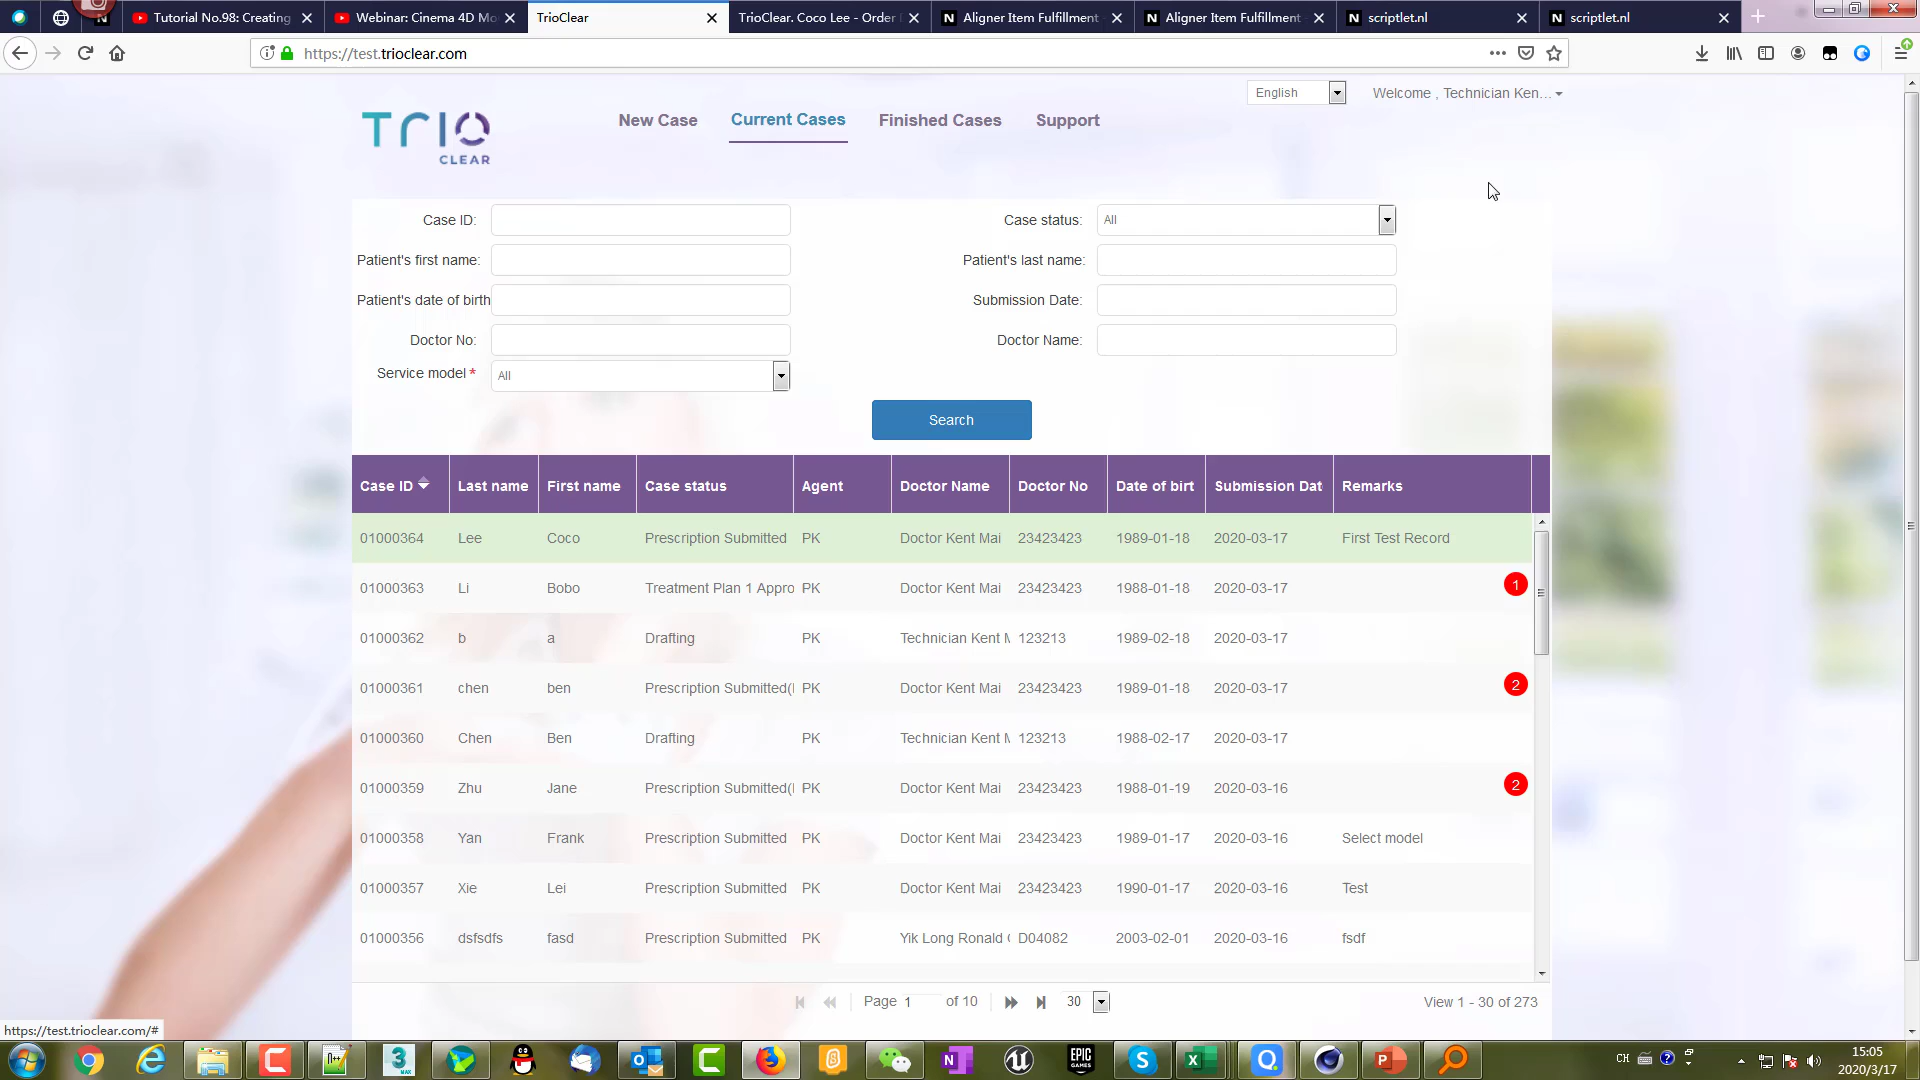 Tutorial No.98: Creating
Webinar: Cinema 4D Mo
TrioClear
TrioClear. Coco Lee - Order
Aligner Item Fulfillment
Aligner Item Fulfillment
scriptlet.nl
scriptlet.nl
https://test.trioclear.com
English
Welcome , Technician Ken...
TRIO
CLEAR
New Case
Current Cases
Finished Cases
Support
Case ID:
Case status:
All
Patient's first name:
Patient's last name:
Patient's date of birth
Submission Date:
Doctor No:
Doctor Name:
Service model *
All
Search
Case ID Last name First name Case status Agent Doctor Name Doctor No Date of birt Submission Dat Remarks
01000364 Lee Coco Prescription Submitted PK Doctor Kent Mai 23423423 1989-01-18 2020-03-17 First Test Record
01000363 Li Bobo Treatment Plan 1 Appro PK Doctor Kent Mai 23423423 1988-01-18 2020-03-17 1
01000362 b a Drafting PK Technician Kent M 123213 1989-02-18 2020-03-17
01000361 chen ben Prescription Submitted( PK Doctor Kent Mai 23423423 1989-01-18 2020-03-17 2
01000360 Chen Ben Drafting PK Technician Kent M 123213 1988-02-17 2020-03-17
01000359 Zhu Jane Prescription Submitted( PK Doctor Kent Mai 23423423 1988-01-19 2020-03-16 2
01000358 Yan Frank Prescription Submitted PK Doctor Kent Mai 23423423 1989-01-17 2020-03-16 Select model
01000357 Xie Lei Prescription Submitted PK Doctor Kent Mai 23423423 1990-01-17 2020-03-16 Test
01000356 dsfsdfs fasd Prescription Submitted PK Yik Long Ronald D04082 2003-02-01 2020-03-16 fsdf
Page 1 of 10 30
View 1 - 30 of 273
https://test.trioclear.com/#
CH
15:05
2020/3/17